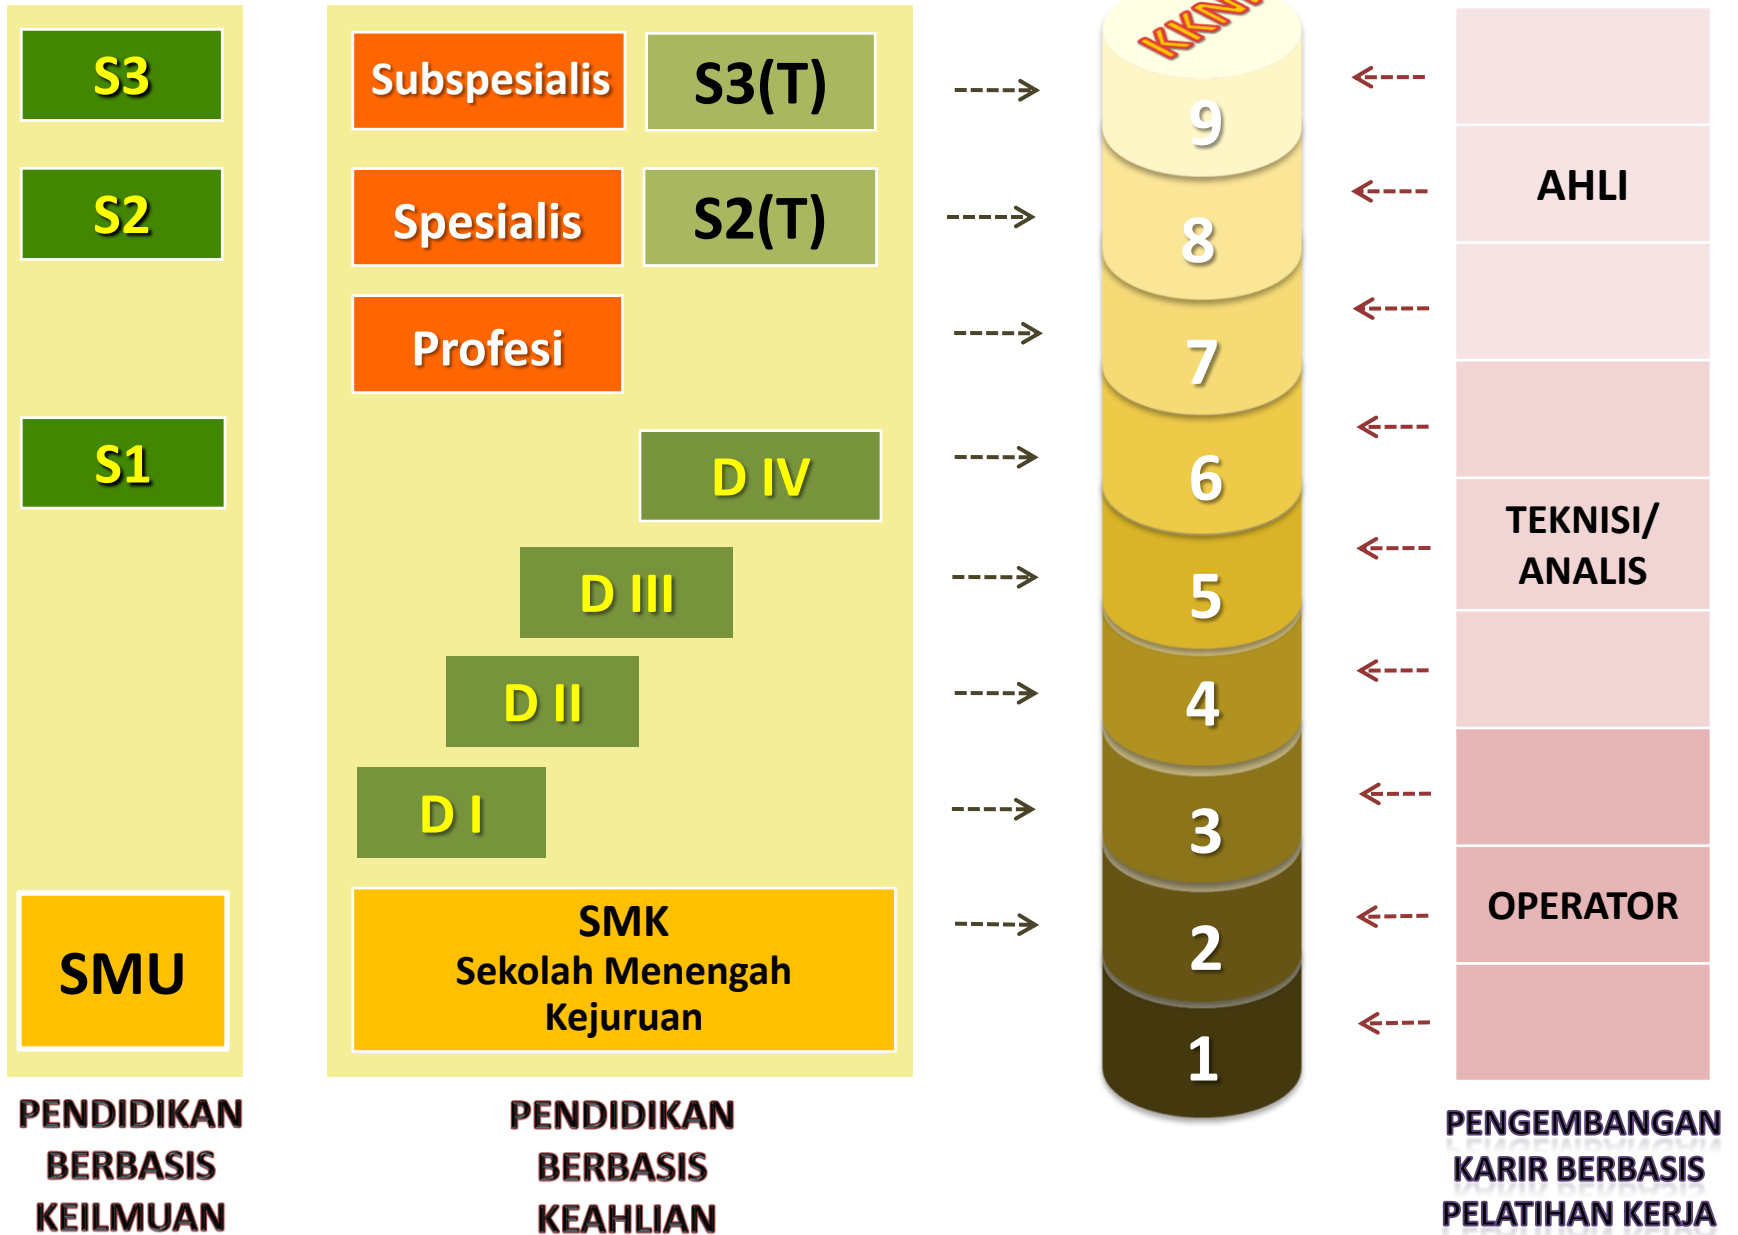 S3
S2
S1
SMU
PENDIDIKAN
BERBASIS
KEILMUAN
Subspesialis
S3(T)
Spesialis
S2(T)
Profesi
D IV
D III
D II
D I
SMK
Sekolah Menengah
Kejuruan
PENDIDIKAN
BERBASIS
KEAHLIAN
KKNI
9
8
7
6
5
4
3
2
1
AHLI
TEKNISI/
ANALIS
OPERATOR
PENGEMBANGAN
KARIR BERBASIS
PELATIHAN KERJA